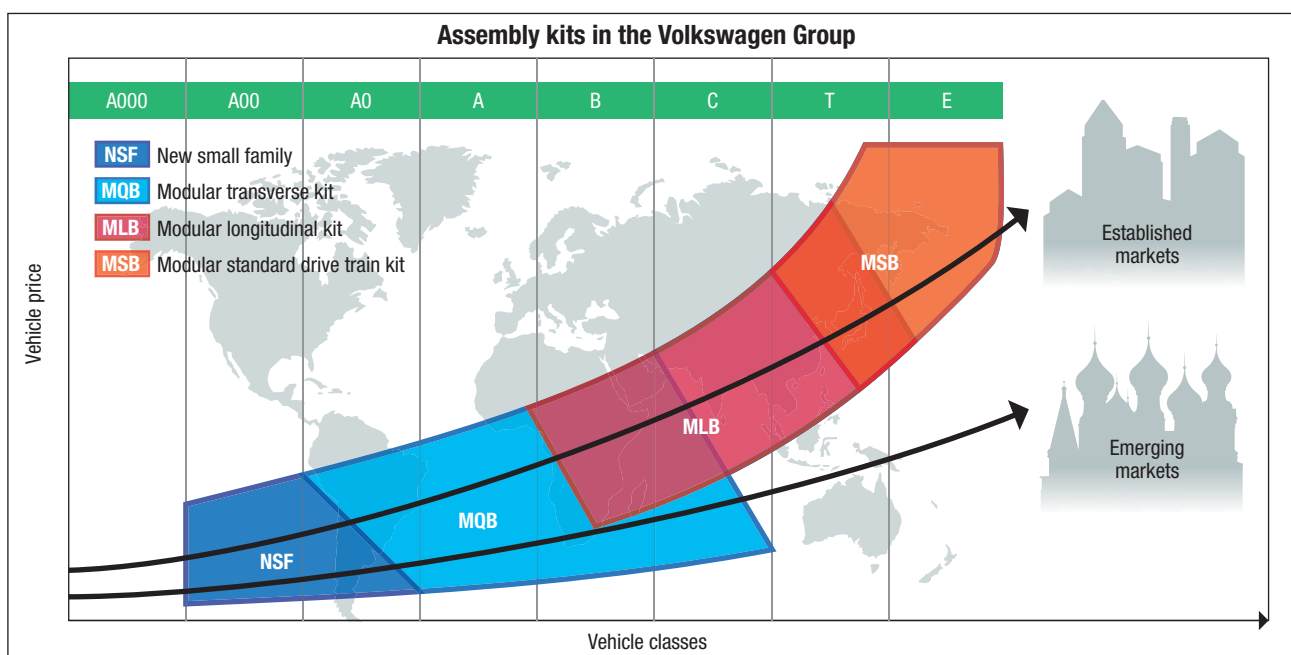 Assembly kits in the Volkswagen Group
A000 A00 A0 A B C T E
NSF New small family
MQB Modular transverse kit
MLB Modular longitudinal kit
MSB Modular standard drive train kit
Vehicle price
Established
markets
MSB
MLB
Emerging
markets
MQB
NSF
Vehicle classes